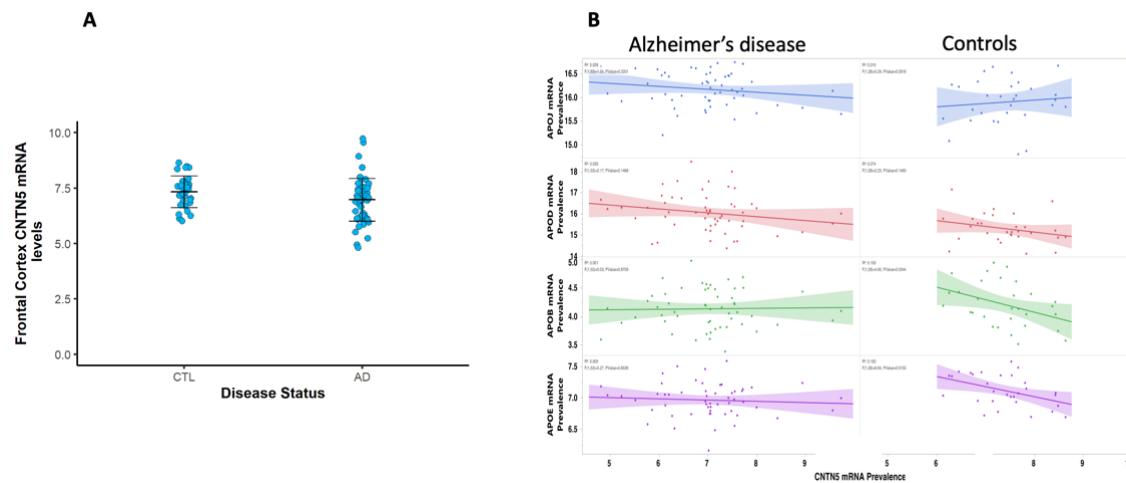 A
B
Alzheimer's disease
Controls
Frontal Cortex CNTN5 mRNA
levels
10.0
7.5
5.0
2.5
0.0
CTL
AD
Disease Status
APOJ mRNA
Prevalence
16.5
16.0
15.5
15.0
APOD mRNA
Prevalence
18
17
16
15
14
APOB mRNA
Prevalence
5.0
4.5
4.0
3.5
APOE mRNA
Prevalence
7.5
7.0
6.5
5
6
7
8
9
5
6
8
9
CNTN5 mRNA Prevalence